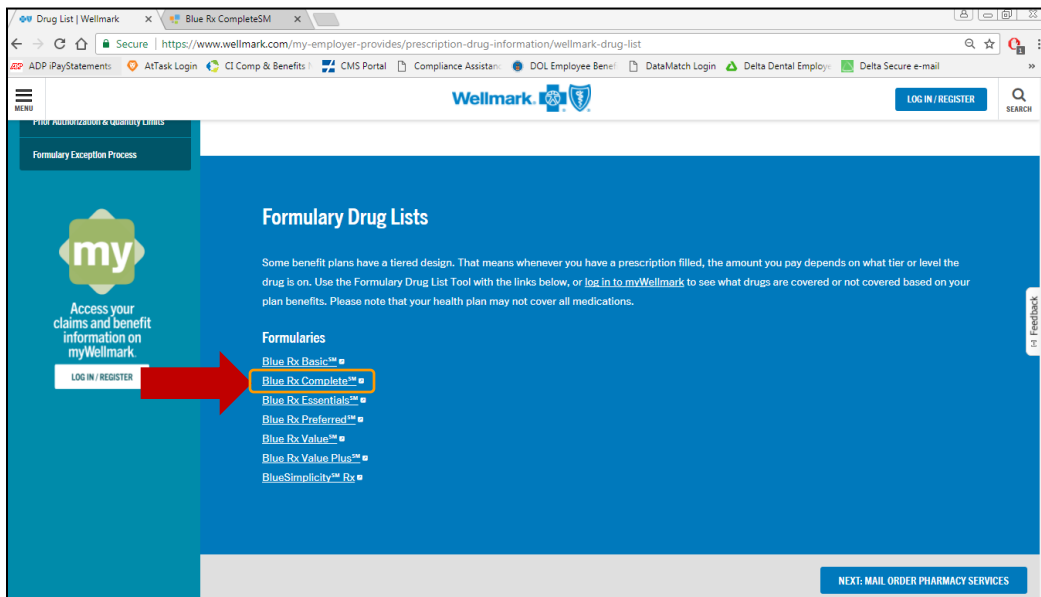 Drug List | Wellmark
Blue Rx CompleteSM
Secure | https://www.wellmark.com/my-employer-provides/prescription-drug-information/wellmark-drug-list
ADP iPayStatements AtTask Login CI Comp & Benefits CMS Portal Compliance Assistanc DOL Employee Benef DataMatch Login Delta Dental Employe Delta Secure e-mail »
MENU
Wellmark.
LOG IN / REGISTER
SEARCH
Prior Authorization & Quantity Limits
Formulary Exception Process
my
Access your
claims and benefit
information on
myWellmark.
LOG IN / REGISTER
Formulary Drug Lists
Some benefit plans have a tiered design. That means whenever you have a prescription filled, the amount you pay depends on what tier or level the
drug is on. Use the Formulary Drug List Tool with the links below, or log in to myWellmark to see what drugs are covered or not covered based on your
plan benefits. Please note that your health plan may not cover all medications.
Formularies
Blue Rx Basic℠
Blue Rx Complete℠
Blue Rx Essentials℠
Blue Rx Preferred℠
Blue Rx Value℠
Blue Rx Value Plus℠
BlueSimplicity℠ Rx
Feedback
NEXT: MAIL ORDER PHARMACY SERVICES